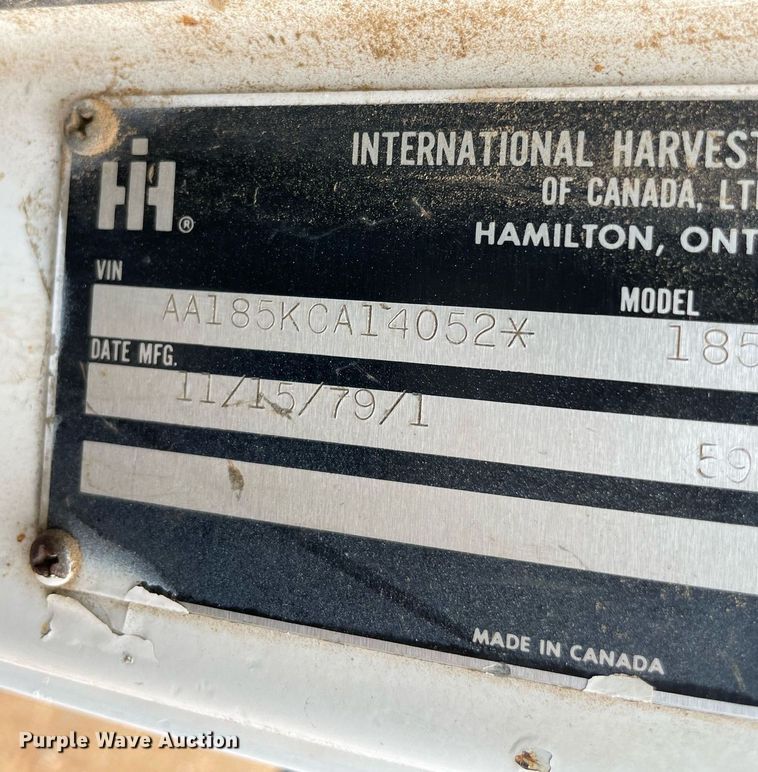 IH®
INTERNATIONAL HARVEST
OF CANADA, LT
HAMILTON, ONT
VIN
MODEL
AA185KCA14052*
185
DATE MFG.
11/15/79/1
59
MADE IN CANADA
Purple Wave Auction